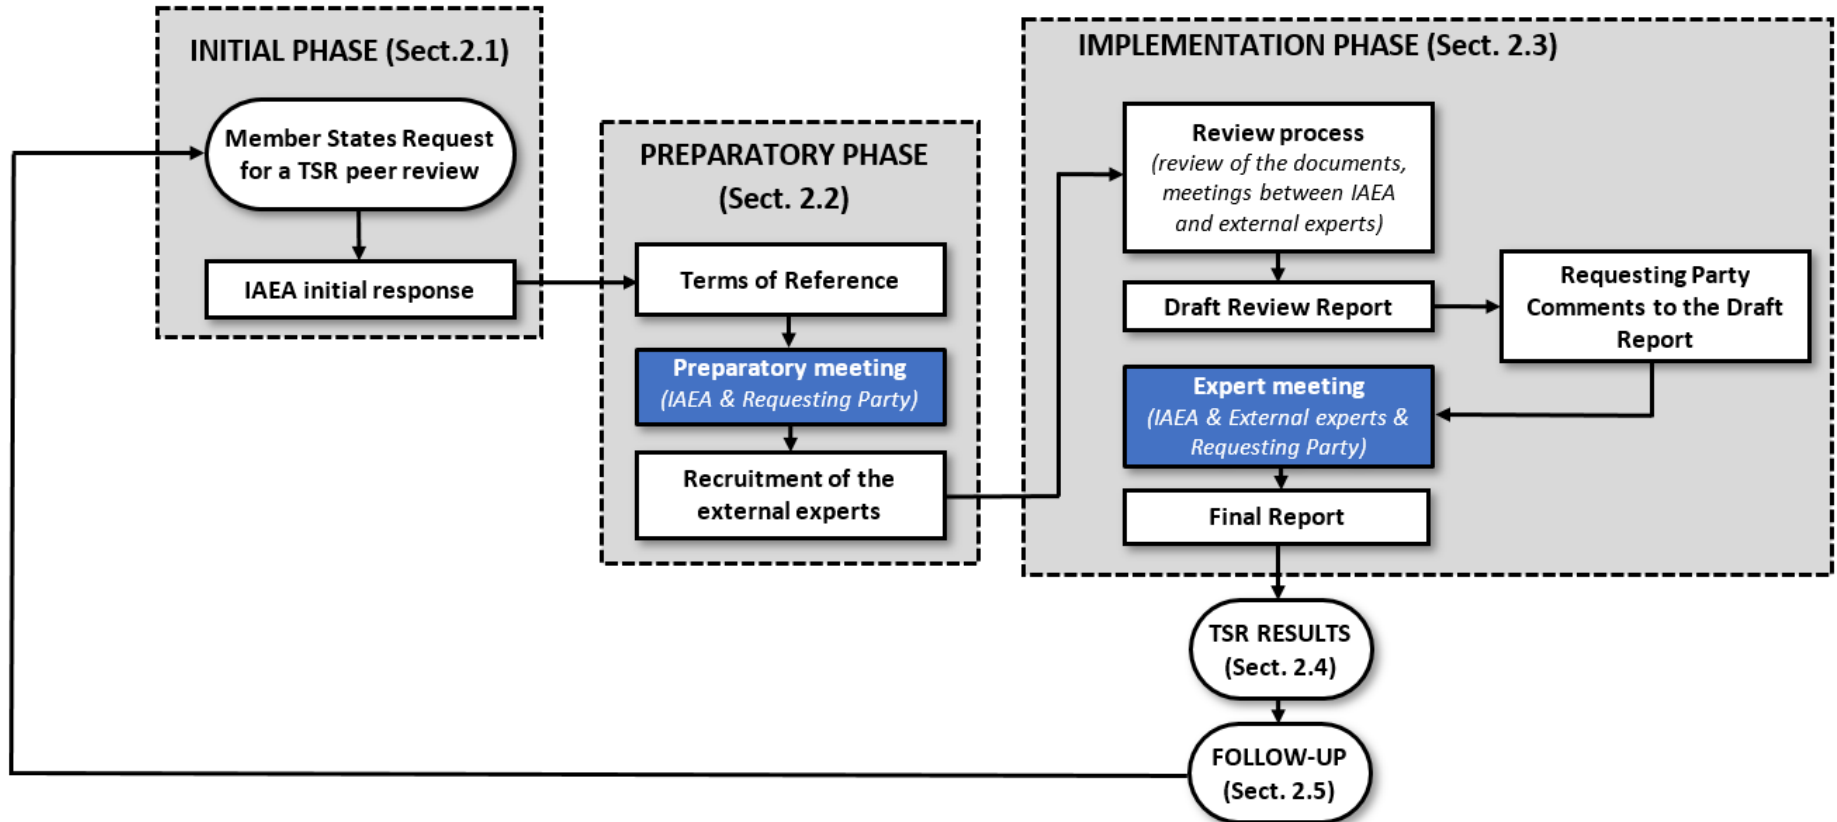 INITIAL PHASE (Sect.2.1)
Member States Request
for a TSR peer review
IAEA initial response
PREPARATORY PHASE
(Sect. 2.2)
Terms of Reference
Preparatory meeting
(IAEA & Requesting Party)
Recruitment of the
external experts
IMPLEMENTATION PHASE (Sect. 2.3)
Review process
(review of the documents,
meetings between IAEA
and external experts)
Draft Review Report
Requesting Party
Comments to the Draft
Report
Expert meeting
(IAEA & External experts &
Requesting Party)
Final Report
TSR RESULTS
(Sect. 2.4)
FOLLOW-UP
(Sect. 2.5)